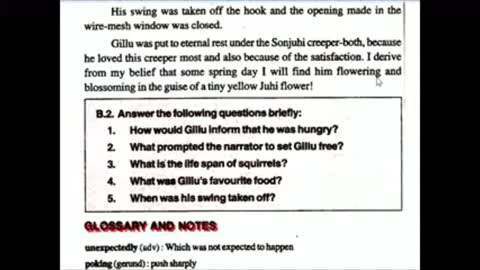 His swing was taken off the hook and the opening made in the
wire-mesh window was closed.
Gillu was put to eternal rest under the Sonjuhi creeper-both, because
he loved this creeper most and also because of the satisfaction. I derive
from my belief that some spring day I will find him flowering and
blossoming in the guise of a tiny yellow Juhi flower!
B.2. Answer the following questions briefly:
1. How would Gillu inform that he was hungry?
2. What prompted the narrator to set Gillu free?
3. What is the life span of squirrels?
4. What was Gillu's favourite food?
5. When was his swing taken off?
GLOSSARY AND NOTES
unexpectedly (adv) : Which was not expected to happen
poking (gerund) : push sharply